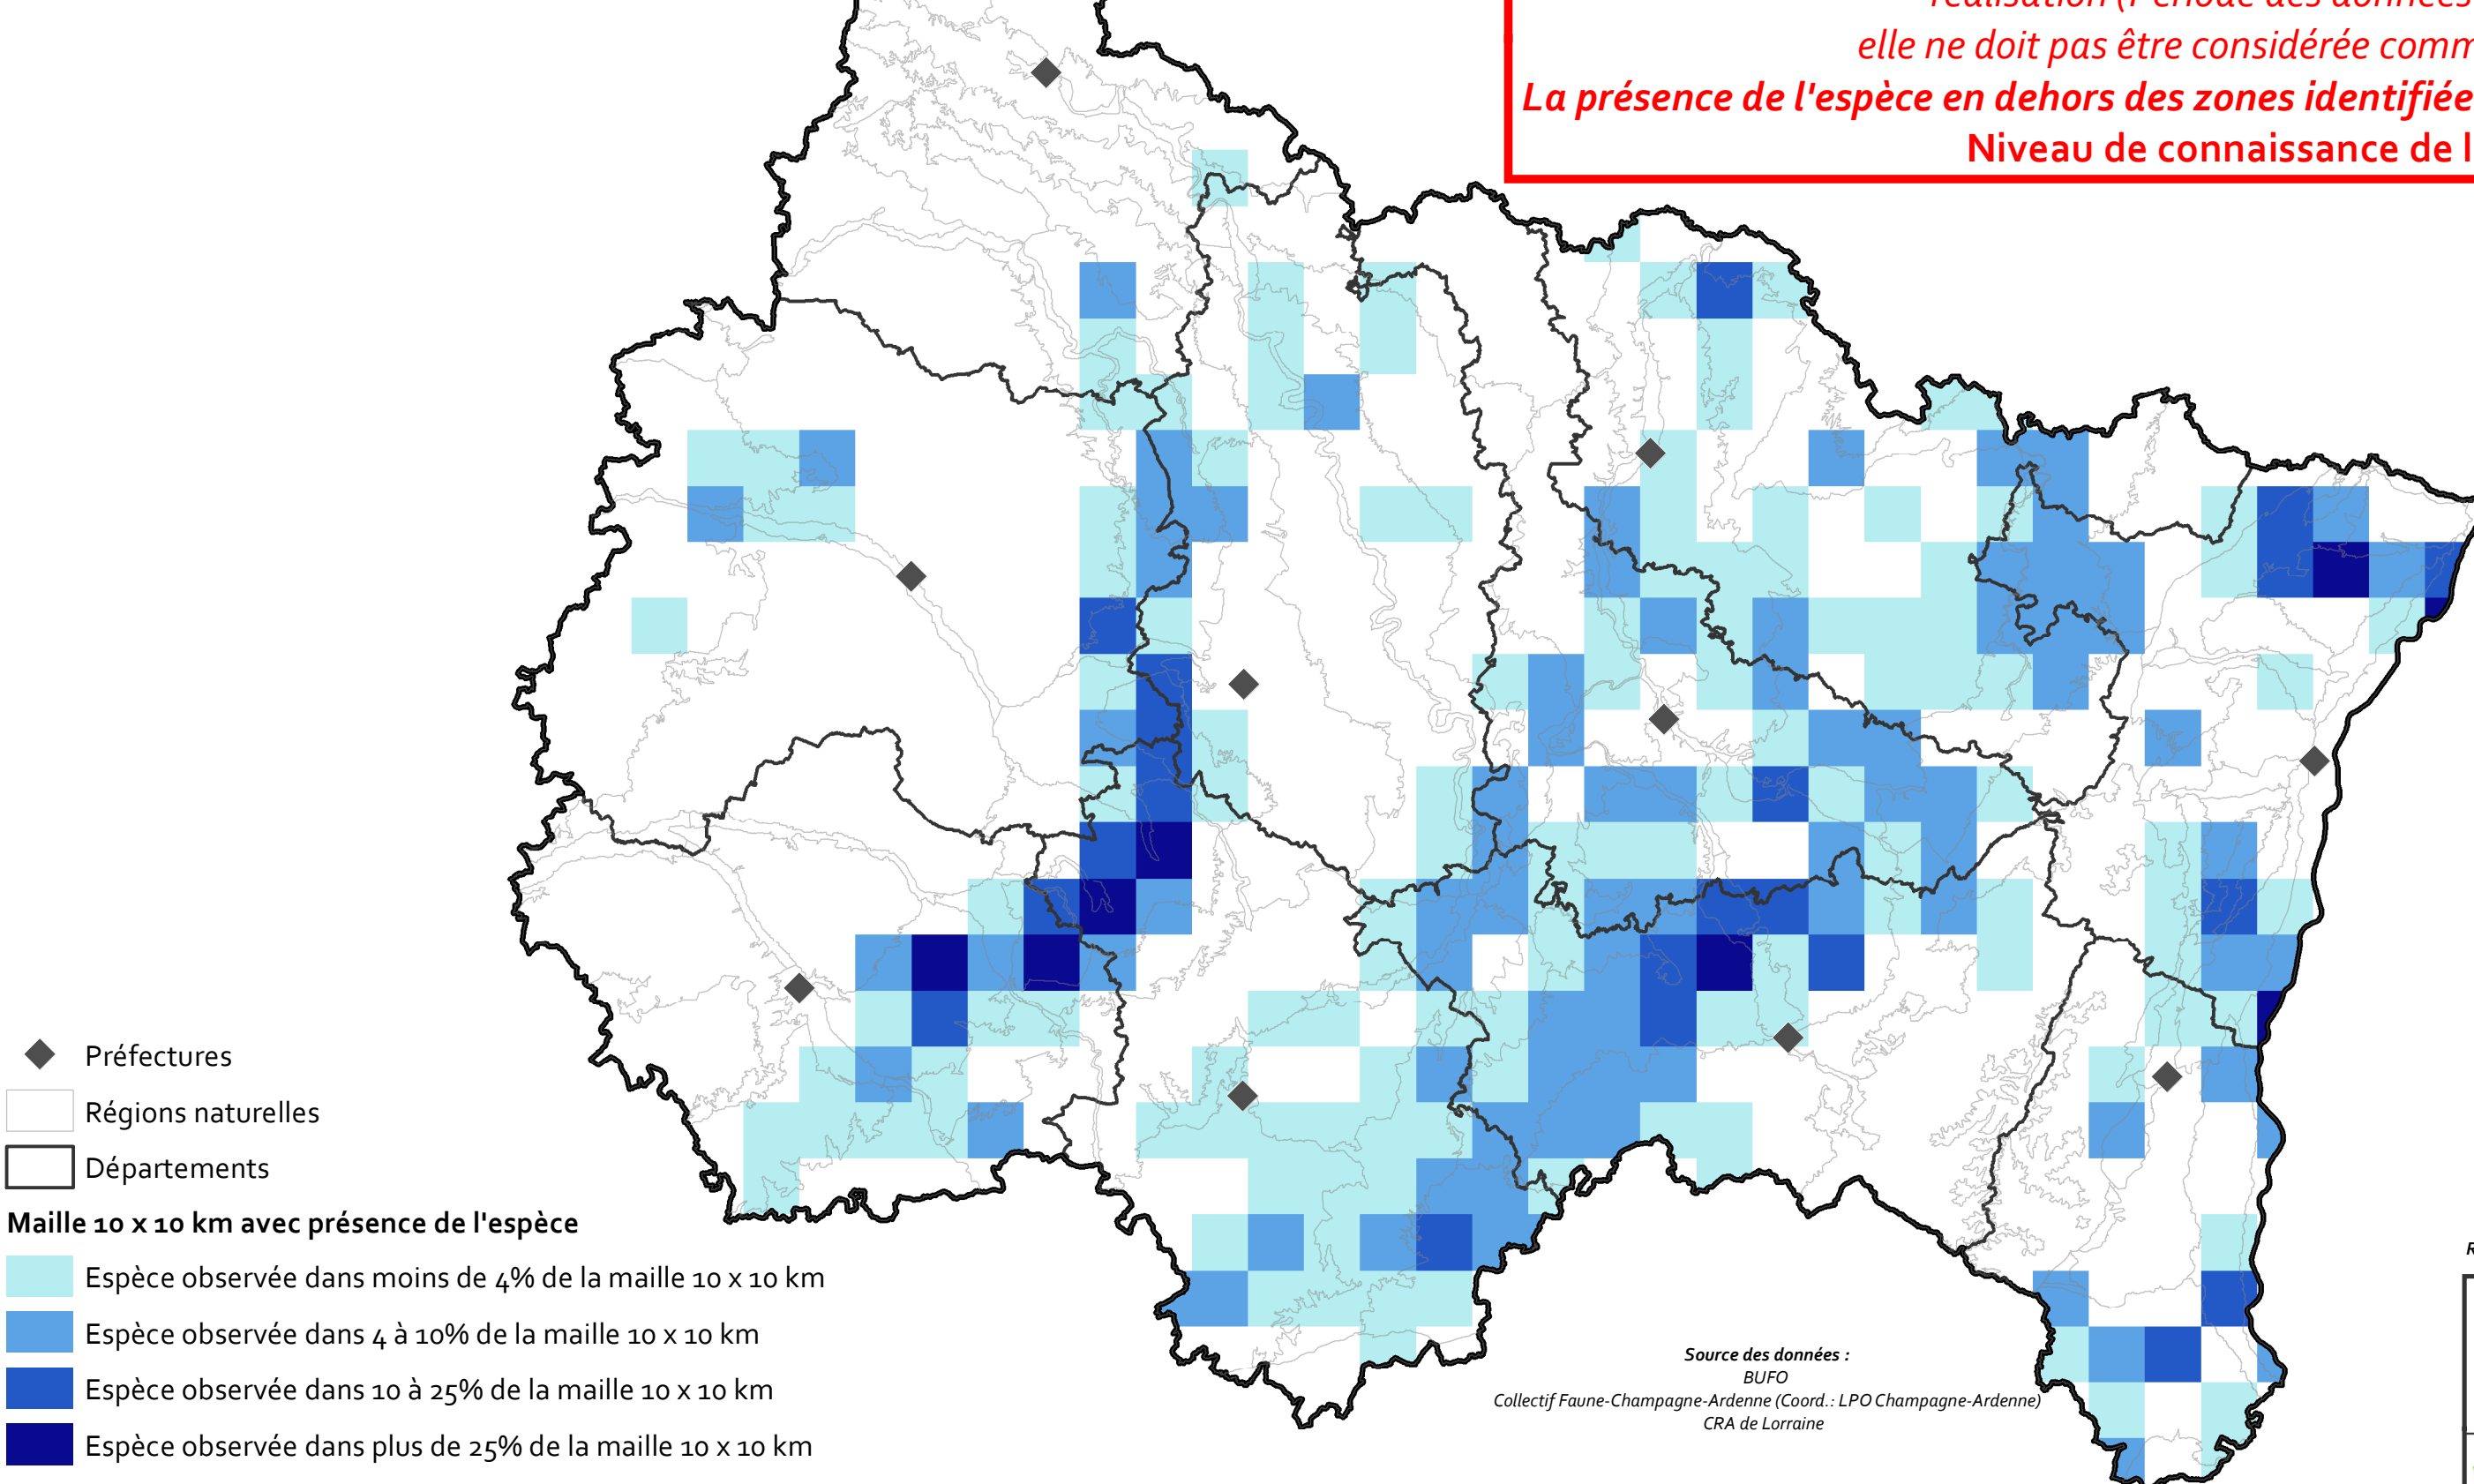 réalisation (Période des données
elle ne doit pas être considérée comm
La présence de l'espèce en dehors des zones identifiée
Niveau de connaissance de l
Préfectures
Régions naturelles
Départements
Maille 10 x 10 km avec présence de l'espèce
Espèce observée dans moins de 4% de la maille 10 x 10 km
Espèce observée dans 4 à 10% de la maille 10 x 10 km
Espèce observée dans 10 à 25% de la maille 10 x 10 km
Espèce observée dans plus de 25% de la maille 10 x 10 km
Source des données :
BUFO
Collectif Faune-Champagne-Ardenne (Coord.: LPO Champagne-Ardenne)
CRA de Lorraine